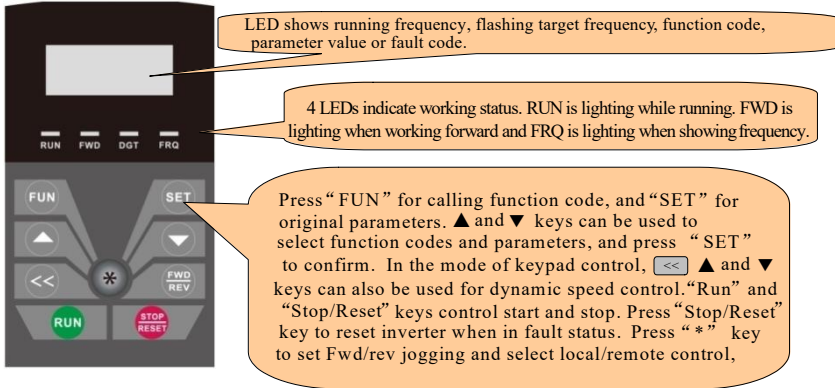 LED shows running frequency, flashing target frequency, function code,
parameter value or fault code.
4 LEDs indicate working status. RUN is lighting while running. FWD is
lighting when working forward and FRQ is lighting when showing frequency.
RUN FWD DGT FRQ
FUN SET
<< * FWD
REV
RUN STOP
RESET
Press “FUN” for calling function code, and “SET” for
original parameters. ▲ and ▼ keys can be used to
select function codes and parameters, and press “SET”
to confirm. In the mode of keypad control, << ▲ and ▼
keys can also be used for dynamic speed control. “Run” and
“Stop/Reset” keys control start and stop. Press “Stop/Reset”
key to reset inverter when in fault status. Press “*” key
to set Fwd/rev jogging and select local/remote control,